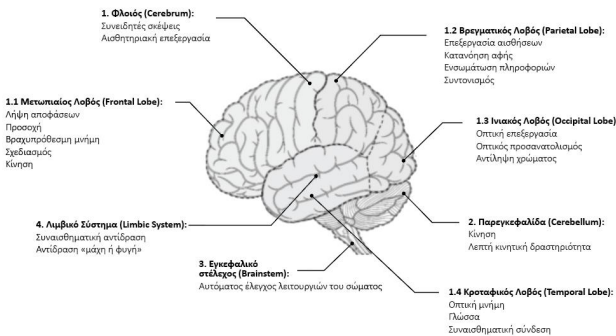 1. Φλοιός (Cerebrum):
Συνειδητές σκέψεις
Αισθητηριακή επεξεργασία
1.2 Βρεγματικός Λοβός (Parietal Lobe):
Επεξεργασία αισθήσεων
Κατανόηση αφής
Ενσωμάτωση πληροφοριών
Συντονισμός
1.1 Μετωπιαίος Λοβός (Frontal Lobe):
Λήψη αποφάσεων
Προσοχή
Βραχυπρόθεσμη μνήμη
Σχεδιασμός
Κίνηση
1.3 Ινιακός Λοβός (Occipital Lobe):
Οπτική επεξεργασία
Οπτικός προσανατολισμός
Αντίληψη χρώματος
4. Λιμβικό Σύστημα (Limbic System):
Συναισθηματική αντίδραση
Αντίδραση «μάχη ή φυγή»
2. Παρεγκεφαλίδα (Cerebellum):
Κίνηση
Λεπτή κινητική δραστηριότητα
3. Εγκεφαλικό
στέλεχος (Brainstem):
Αυτόματος έλεγχος λειτουργιών του σώματος
1.4 Κροταφικός Λοβός (Temporal Lobe):
Οπτική μνήμη
Γλώσσα
Συναισθηματική σύνδεση